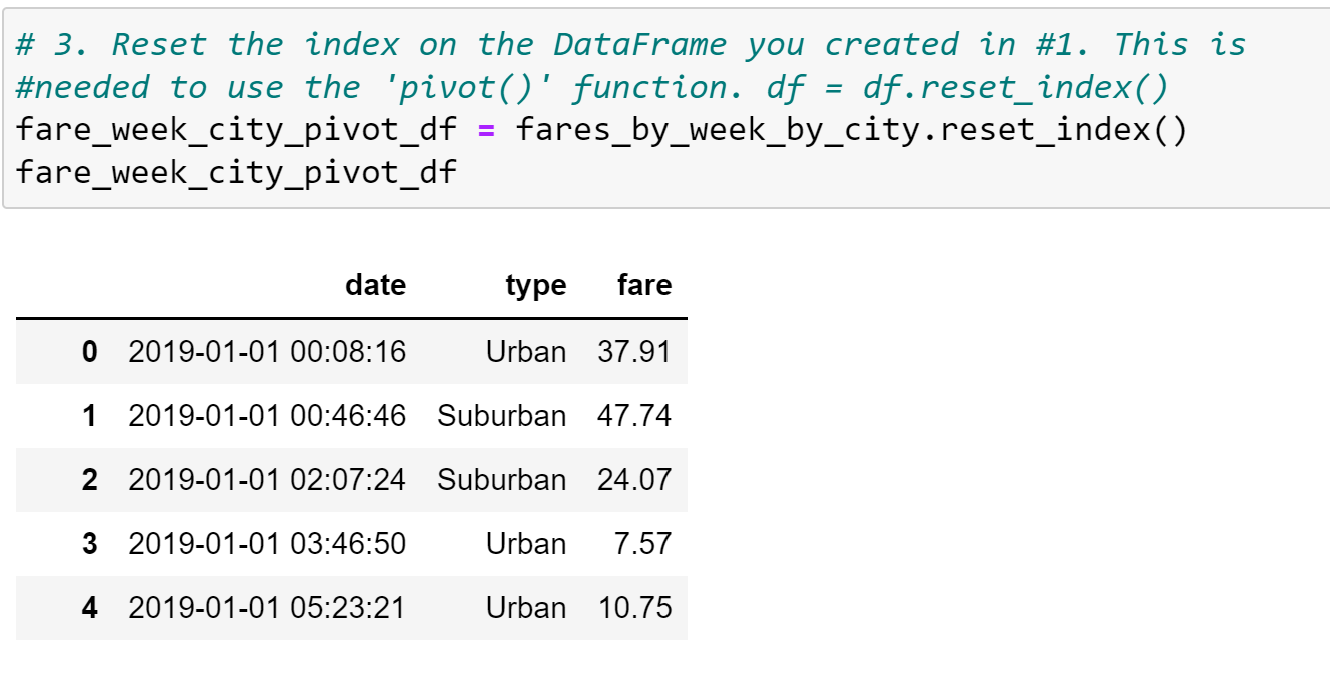 # 3. Reset the index on the DataFrame you created in #1. This is
#needed to use the 'pivot()' function. df = df.reset_index()
fare_week_city_pivot_df = fares_by_week_by_city.reset_index()
fare_week_city_pivot_df
date type fare
0 2019-01-01 00:08:16 Urban 37.91
1 2019-01-01 00:46:46 Suburban 47.74
2 2019-01-01 02:07:24 Suburban 24.07
3 2019-01-01 03:46:50 Urban 7.57
4 2019-01-01 05:23:21 Urban 10.75